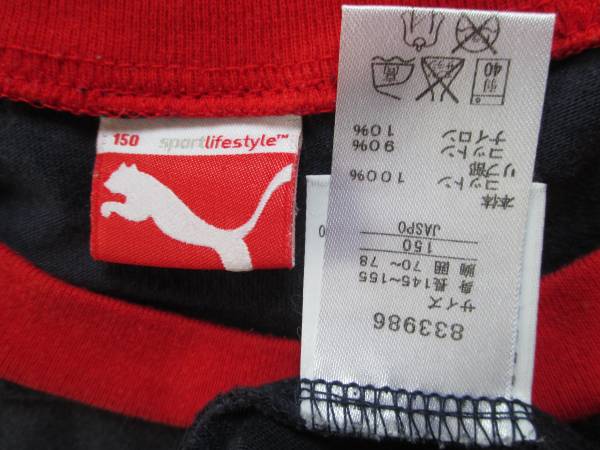 150 sportlifestyle™
833986
サイズ
身長145~155
胸囲 70~ 78
150
JASPO
本体
コットン 100%
リブ部
コットン 90%
ナイロン 10%
40
高